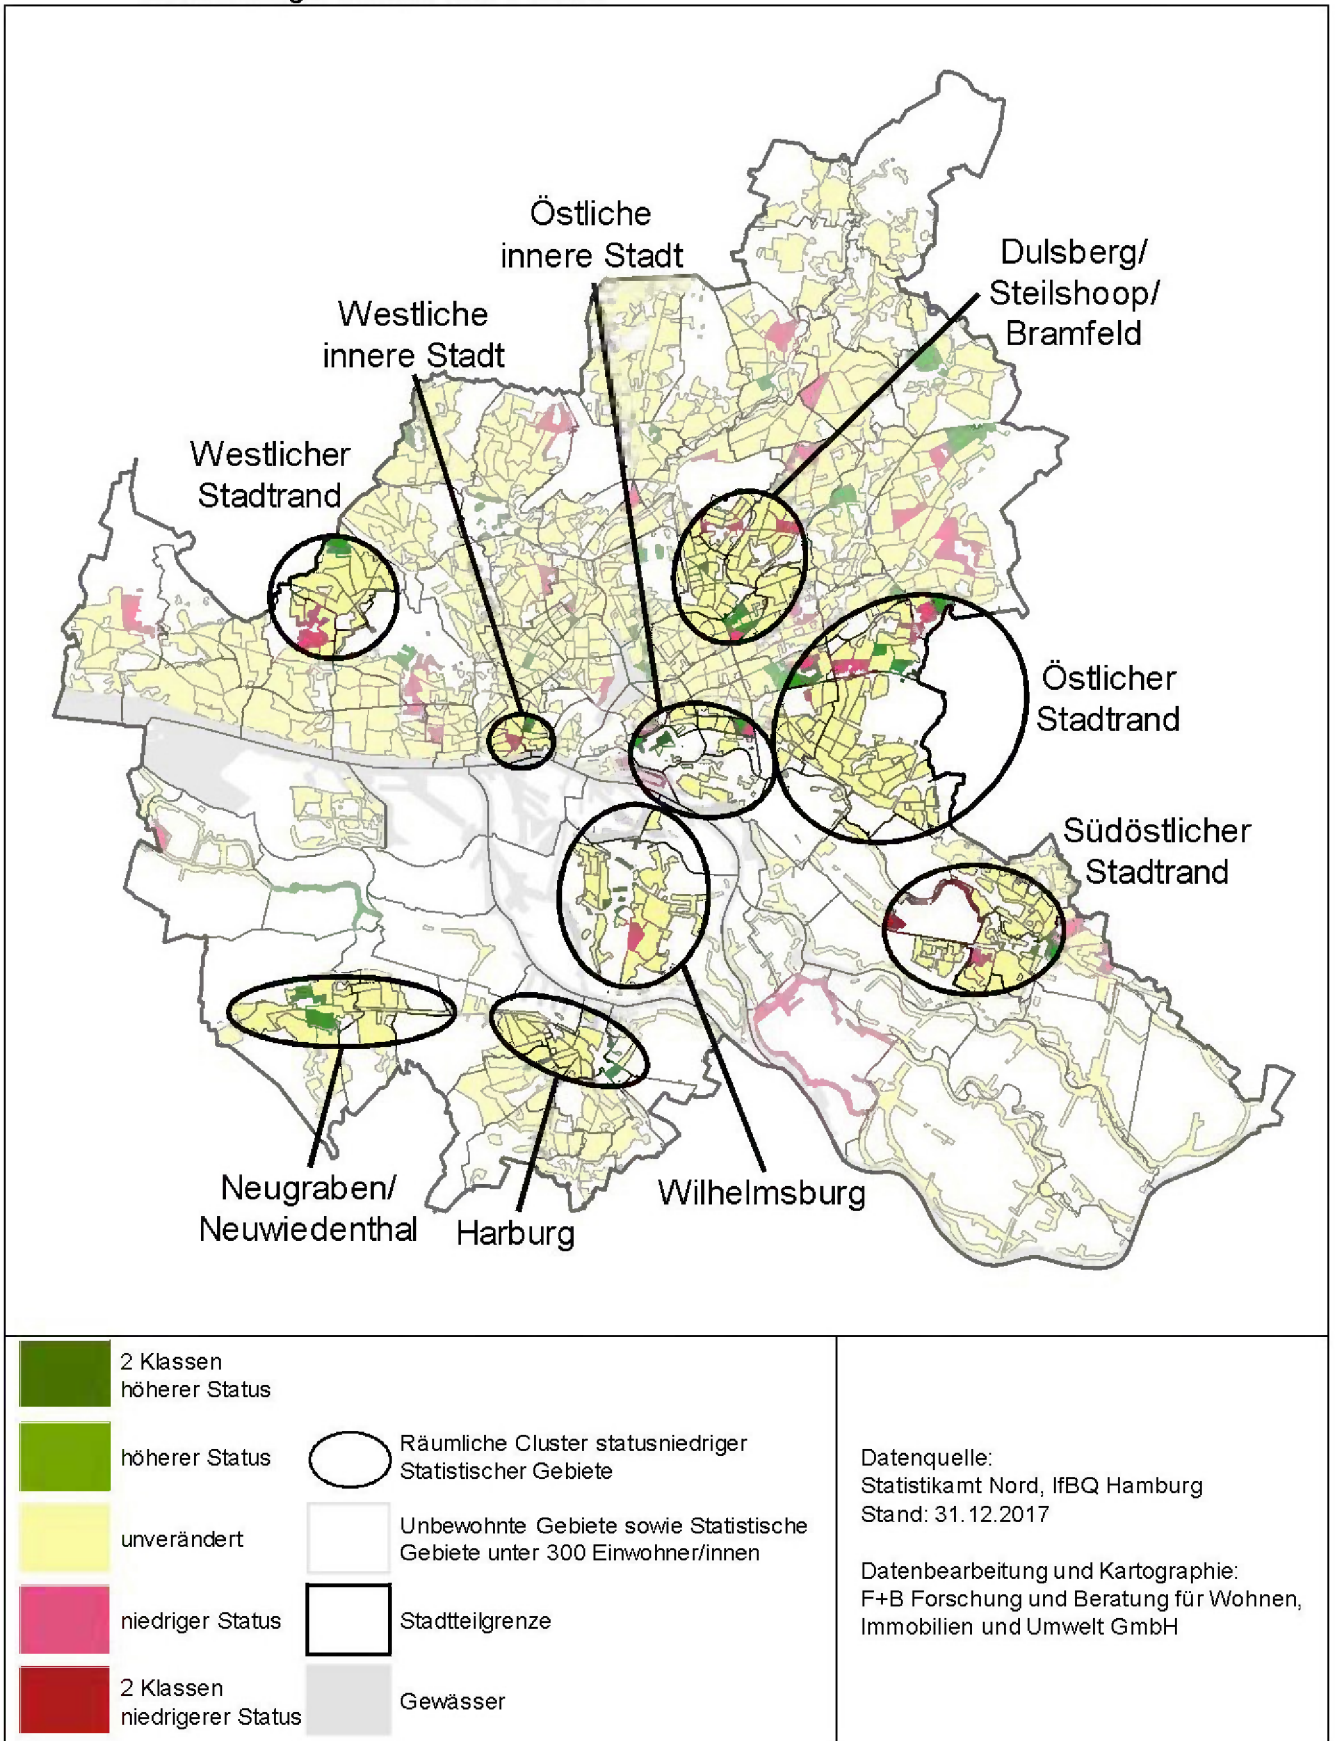 Östliche
innere Stadt
Dulsberg/
Steilshoop/
Bramfeld
Westliche
innere Stadt
Westlicher
Stadtrand
Östlicher
Stadtrand
Südöstlicher
Stadtrand
Neugraben/
Neuwiedenthal
Harburg
Wilhelmsburg
2 Klassen
höherer Status
höherer Status
unverändert
niedriger Status
2 Klassen
niedrigerer Status
Räumliche Cluster statusniedriger
Statistischer Gebiete
Unbewohnte Gebiete sowie Statistische
Gebiete unter 300 Einwohner/innen
Stadtteilgrenze
Gewässer
Datenquelle:
Statistikamt Nord, IfBQ Hamburg
Stand: 31.12.2017
Datenbearbeitung und Kartographie:
F+B Forschung und Beratung für Wohnen,
Immobilien und Umwelt GmbH